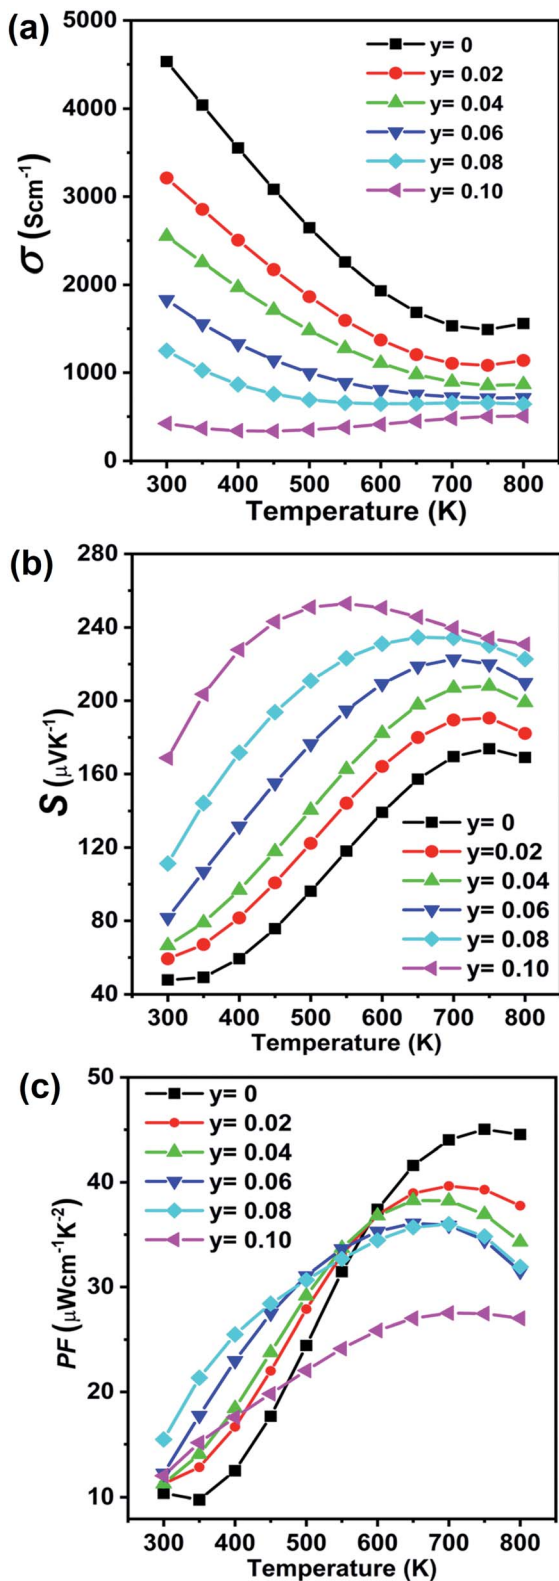 (a)
5000
4000
3000
2000
1000
0
σ (Scm⁻¹)
y= 0
y= 0.02
y= 0.04
y= 0.06
y= 0.08
y= 0.10
300 400 500 600 700 800
Temperature (K)
(b)
280
240
200
160
120
80
40
S (μVK⁻¹)
y= 0
y=0.02
y= 0.04
y= 0.06
y= 0.08
y= 0.10
300 400 500 600 700 800
Temperature (K)
(c)
50
40
30
20
10
PF (μWcm⁻¹K⁻²)
y= 0
y= 0.02
y= 0.04
y= 0.06
y= 0.08
y= 0.10
300 400 500 600 700 800
Temperature (K)